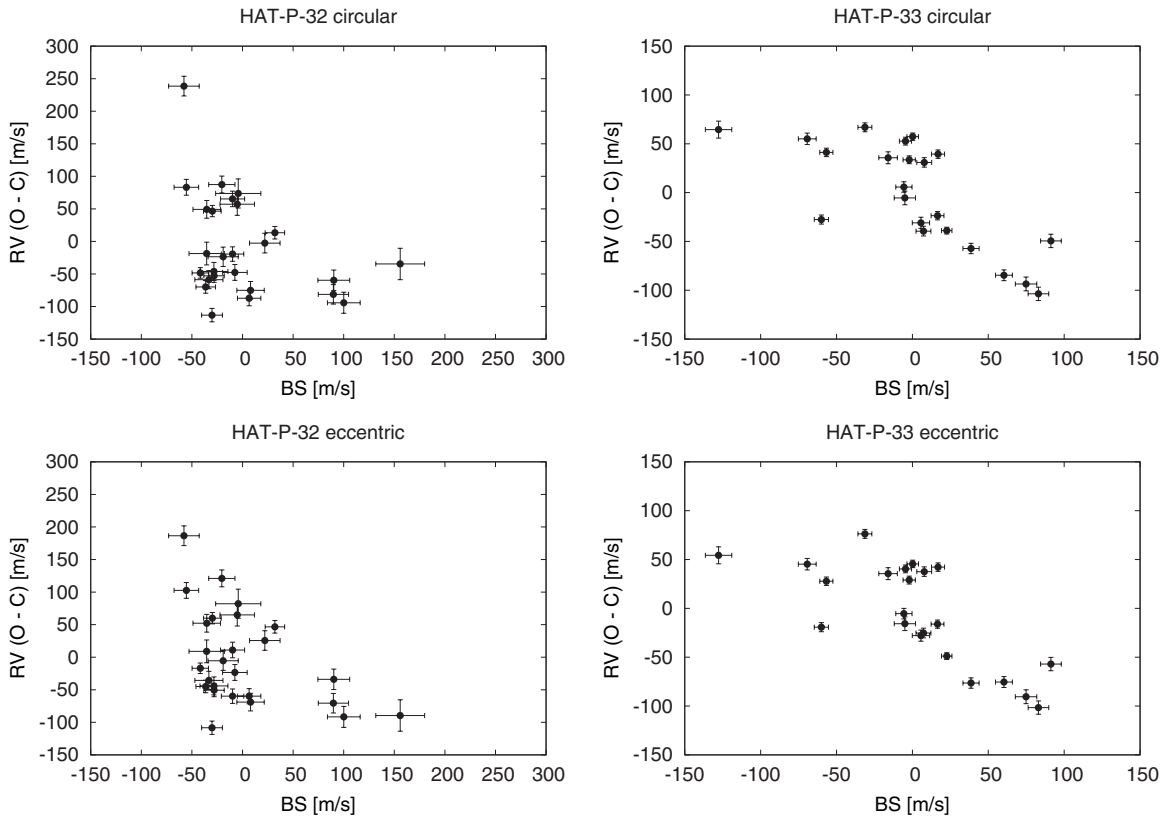 HAT-P-32 circular
300
250
200
150
100
50
0
-50
-100
-150
RV (O - C) [m/s]
-150 -100 -50 0 50 100 150 200 250 300
BS [m/s]
HAT-P-33 circular
150
100
50
0
-50
-100
-150
RV (O - C) [m/s]
-150 -100 -50 0 50 100 150
BS [m/s]
HAT-P-32 eccentric
300
250
200
150
100
50
0
-50
-100
-150
RV (O - C) [m/s]
-150 -100 -50 0 50 100 150 200 250 300
BS [m/s]
HAT-P-33 eccentric
150
100
50
0
-50
-100
-150
RV (O - C) [m/s]
-150 -100 -50 0 50 100 150
BS [m/s]